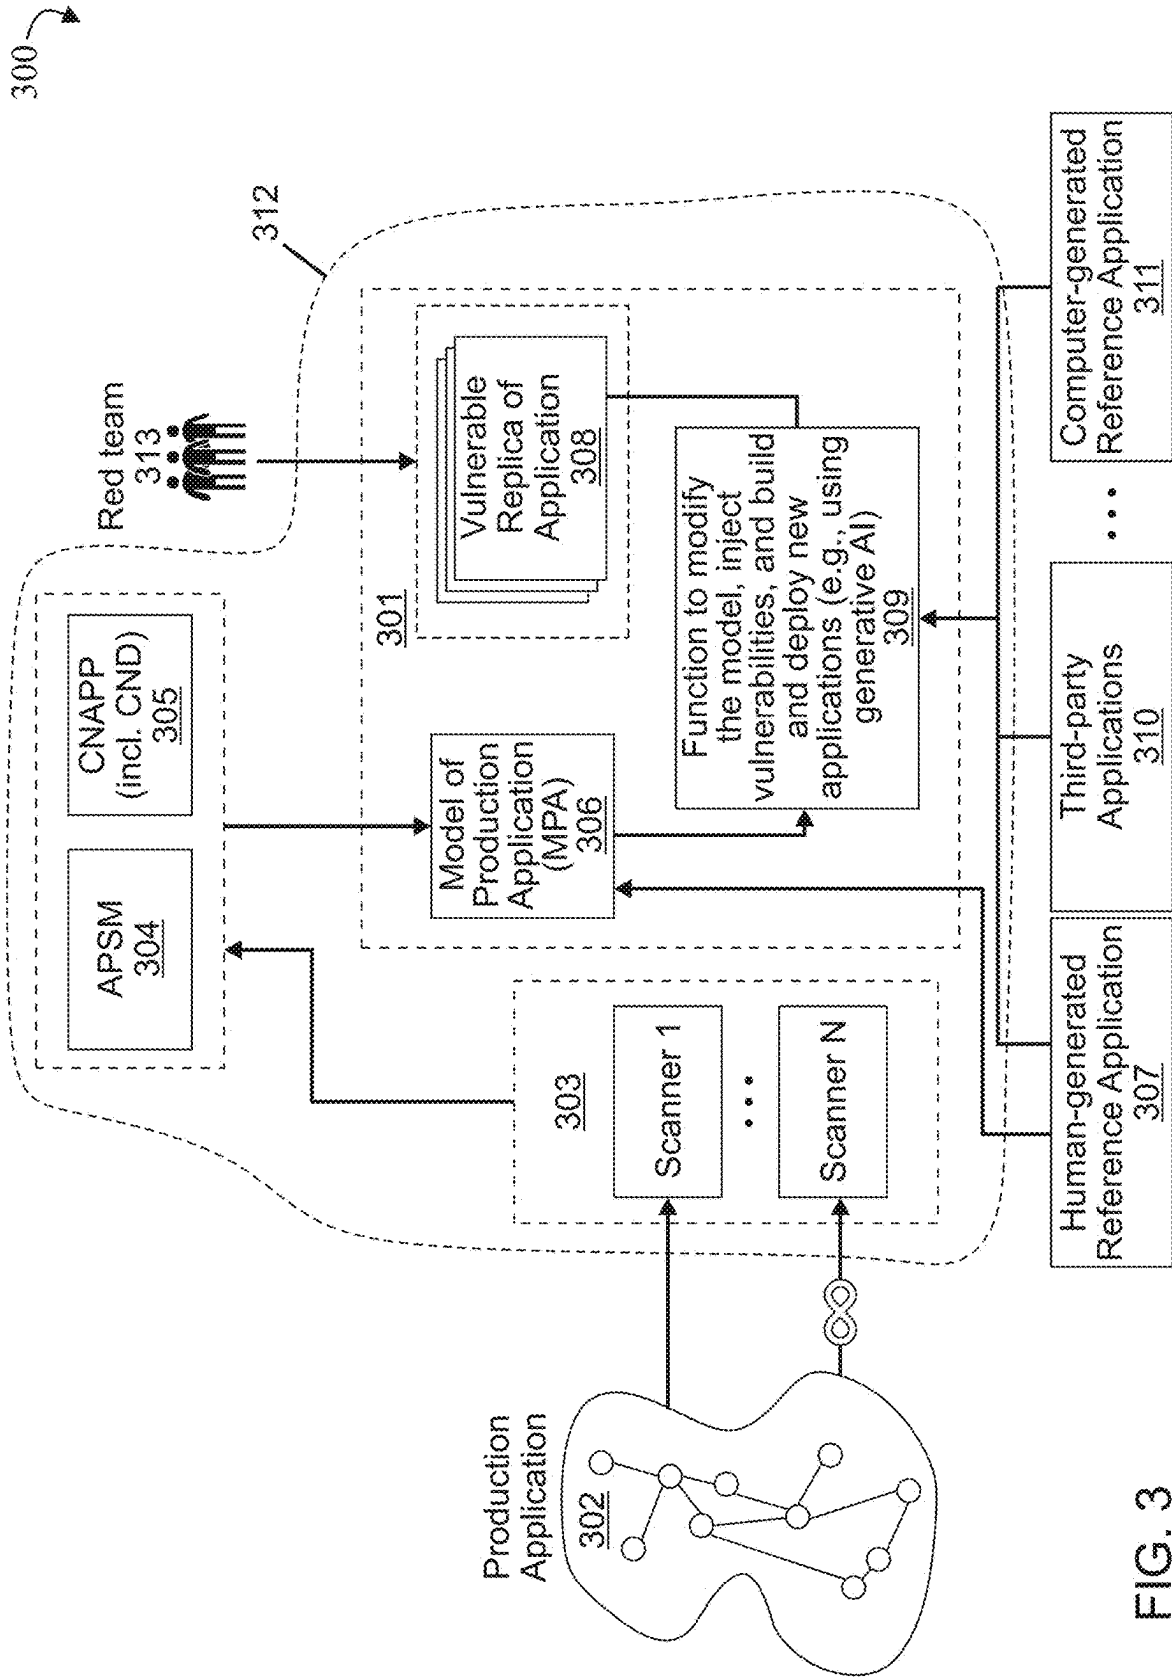 300
312
Red team
313
APSM
304
CNAPP
(incl. CND)
305
301
Vulnerable
Replica of
Application
308
Model of
Production
Application
(MPA)
306
Function to modify
the model, inject
vulnerabilities, and build
and deploy new
applications (e.g., using
generative AI)
309
303
Scanner 1
• • •
Scanner N
Production
Application
302
Human-generated
Reference Application
307
Third-party
Applications
310
• • •
Computer-generated
Reference Application
311
FIG. 3